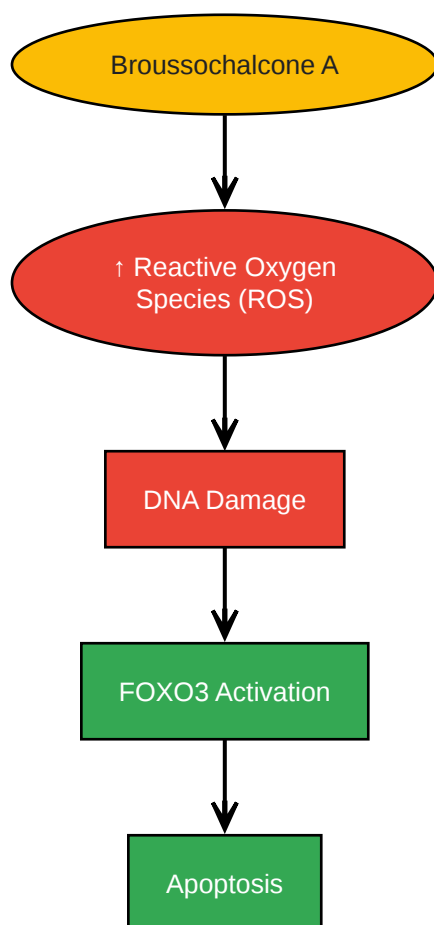 Broussochalcone A
↑ Reactive Oxygen
Species (ROS)
DNA Damage
FOXO3 Activation
Apoptosis